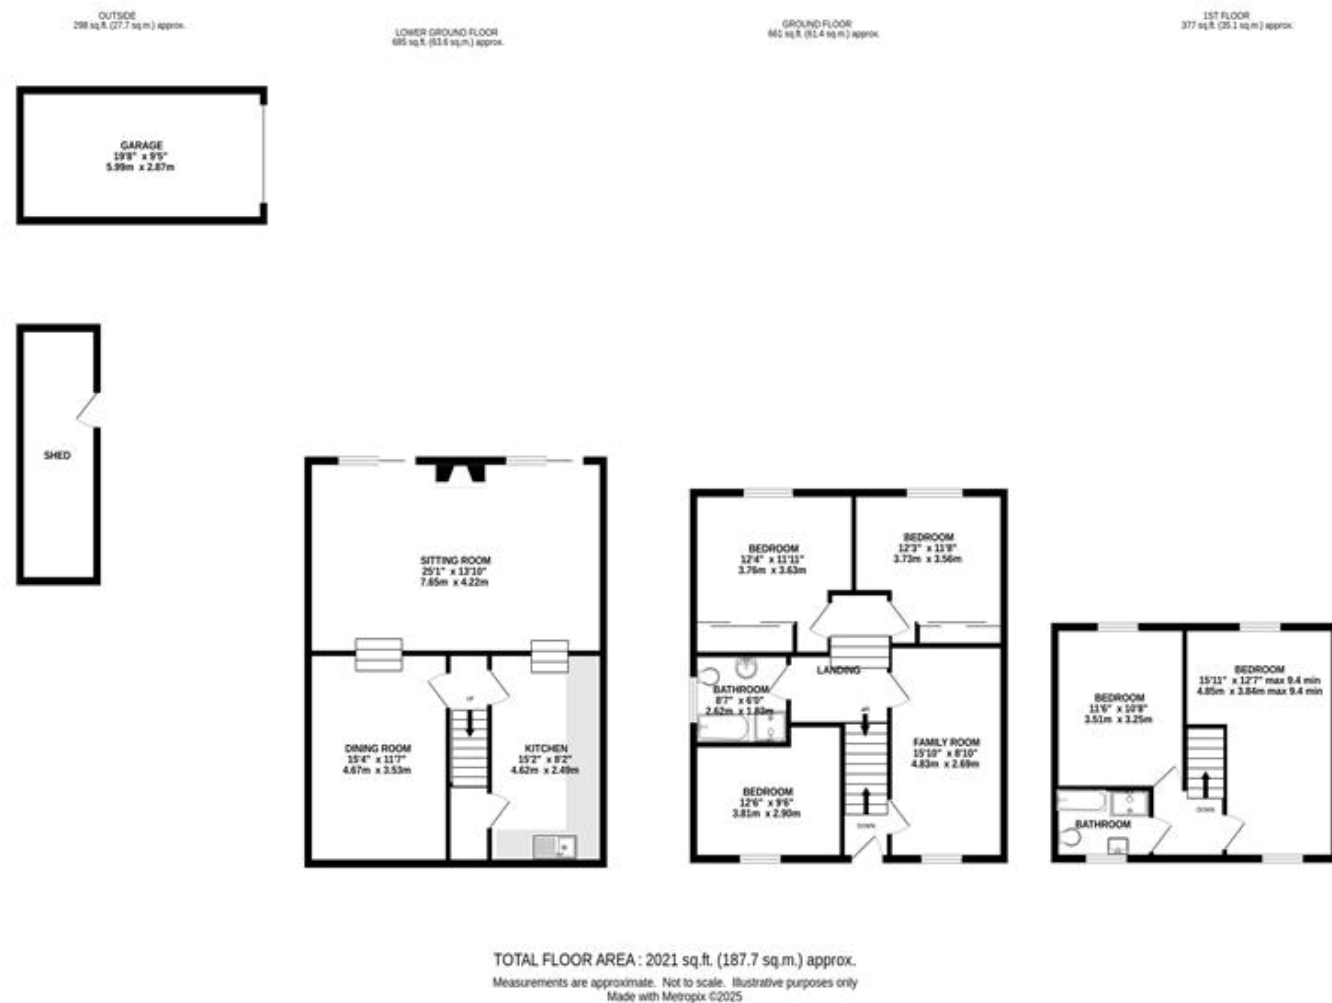 OUTSIDE
298 sq.ft. (27.7 sq.m.) approx.
LOWER GROUND FLOOR
685 sq.ft. (63.6 sq.m.) approx.
GROUND FLOOR
661 sq.ft. (61.4 sq.m.) approx.
1ST FLOOR
377 sq.ft. (35.1 sq.m.) approx.
GARAGE
19'8" x 9'5"
5.99m x 2.87m
SHED
SITTING ROOM
25'1" x 13'10"
7.65m x 4.22m
UP
DINING ROOM
15'4" x 11'7"
4.67m x 3.53m
KITCHEN
15'2" x 8'2"
4.62m x 2.49m
BEDROOM
12'4" x 11'11"
3.76m x 3.63m
BEDROOM
12'3" x 11'8"
3.73m x 3.56m
LANDING
BATHROOM
8'7" x 6'0"
2.62m x 1.83m
UP
FAMILY ROOM
15'10" x 8'10"
4.83m x 2.69m
BEDROOM
12'6" x 9'6"
3.81m x 2.90m
DOWN
BEDROOM
11'6" x 10'8"
3.51m x 3.25m
BEDROOM
15'11" x 12'7" max 9.4 min
4.85m x 3.84m max 9.4 min
DOWN
BATHROOM
TOTAL FLOOR AREA : 2021 sq.ft. (187.7 sq.m.) approx.
Measurements are approximate. Not to scale. Illustrative purposes only
Made with Metropix ©2025